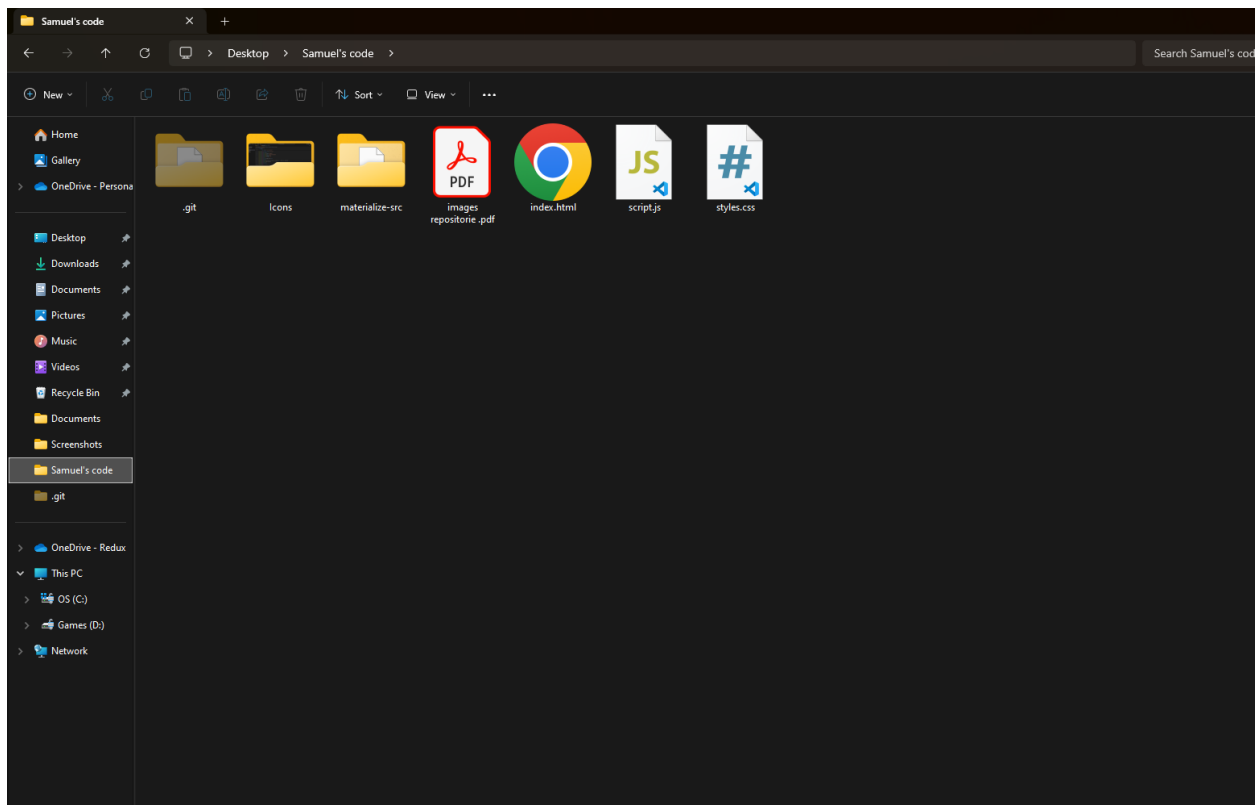 Samuel's code
Desktop
Samuel's code
Search Samuel's cod
New
Sort
View
Home
Gallery
OneDrive - Persona
Desktop
Downloads
Documents
Pictures
Music
Videos
Recycle Bin
Documents
Screenshots
Samuel's code
.git
OneDrive - Redux
This PC
OS (C:)
Games (D:)
Network
PDF
JS
#
.git
Icons
materialize-src
images
repositorie .pdf
index.html
script.js
styles.css